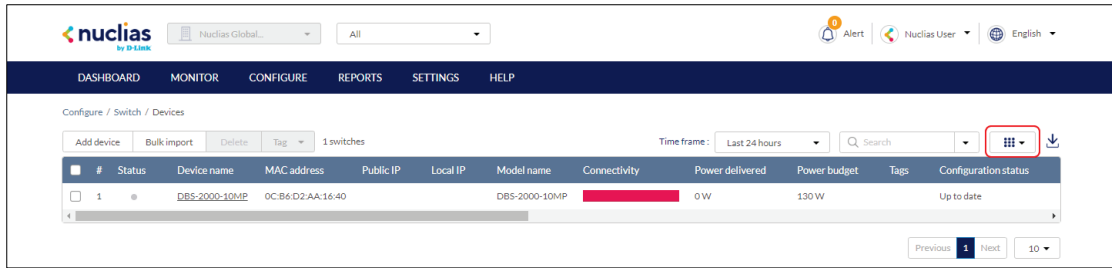 nuclias
by D-Link
Nuclias Global... All
0
Alert Nuclias User English
DASHBOARD MONITOR CONFIGURE REPORTS SETTINGS HELP
Configure / Switch / Devices
Add device Bulk import Delete Tag 1 switches Time frame : Last 24 hours Search
# Status Device name MAC address Public IP Local IP Model name Connectivity Power delivered Power budget Tags Configuration status
1 DBS-2000-10MP 0C:B6:D2:AA:16:40 DBS-2000-10MP 0 W 130 W Up to date
Previous 1 Next 10